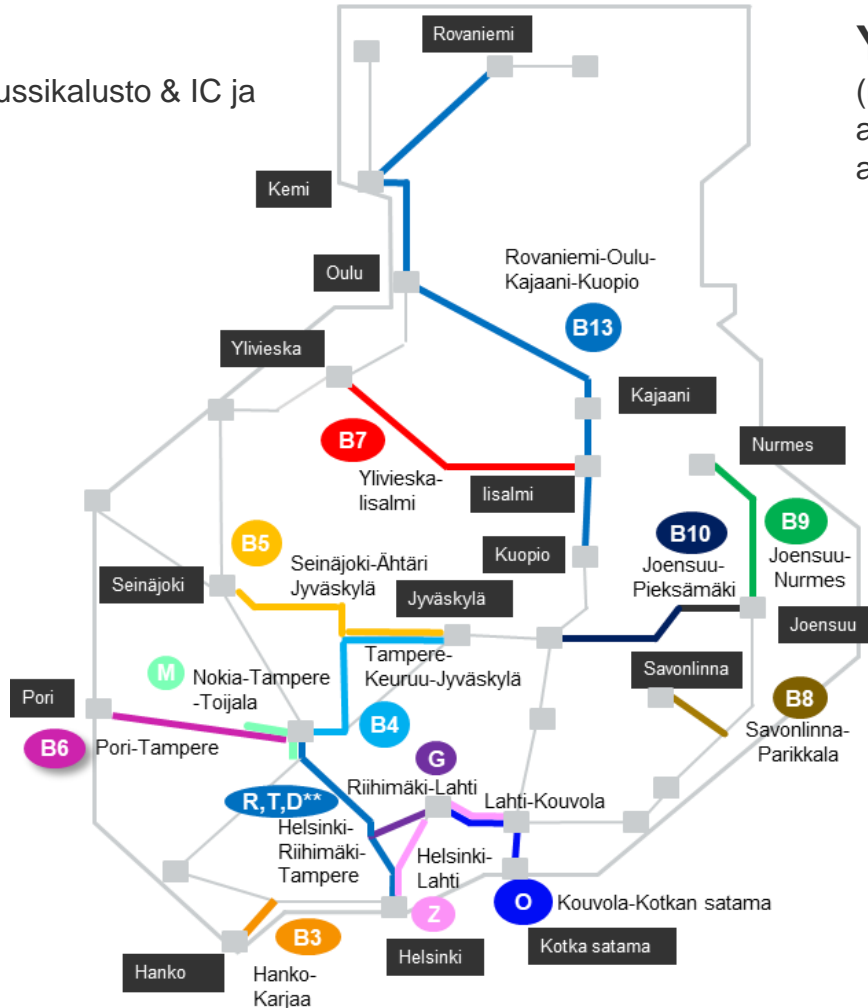 Rovaniemi
Y
ussikalusto & IC ja
(
a
a
Kemi
Oulu
Rovaniemi-Oulu-
Kajaani-Kuopio
B13
Ylivieska
Kajaani
B7
Nurmes
Ylivieska-
Iisalmi
Iisalmi
B10
B9
B5
Kuopio
Joensuu-
Pieksämäki
Joensuu-
Nurmes
Seinäjoki-Ähtäri
Jyväskylä
Seinäjoki
Jyväskylä
Joensuu
M
Nokia-Tampere
-Toijala
Tampere-
Keuruu-Jyväskylä
Savonlinna
Pori
B8
B4
B6
Pori-Tampere
Savonlinna-
Parikkala
G
Riihimäki-Lahti
Lahti-Kouvola
R,T,D**
Helsinki-
Riihimäki-
Tampere
Helsinki-
Lahti
O
Kouvola-Kotkan satama
Z
B3
Helsinki
Kotka satama
Hanko
Hanko-
Karjaa